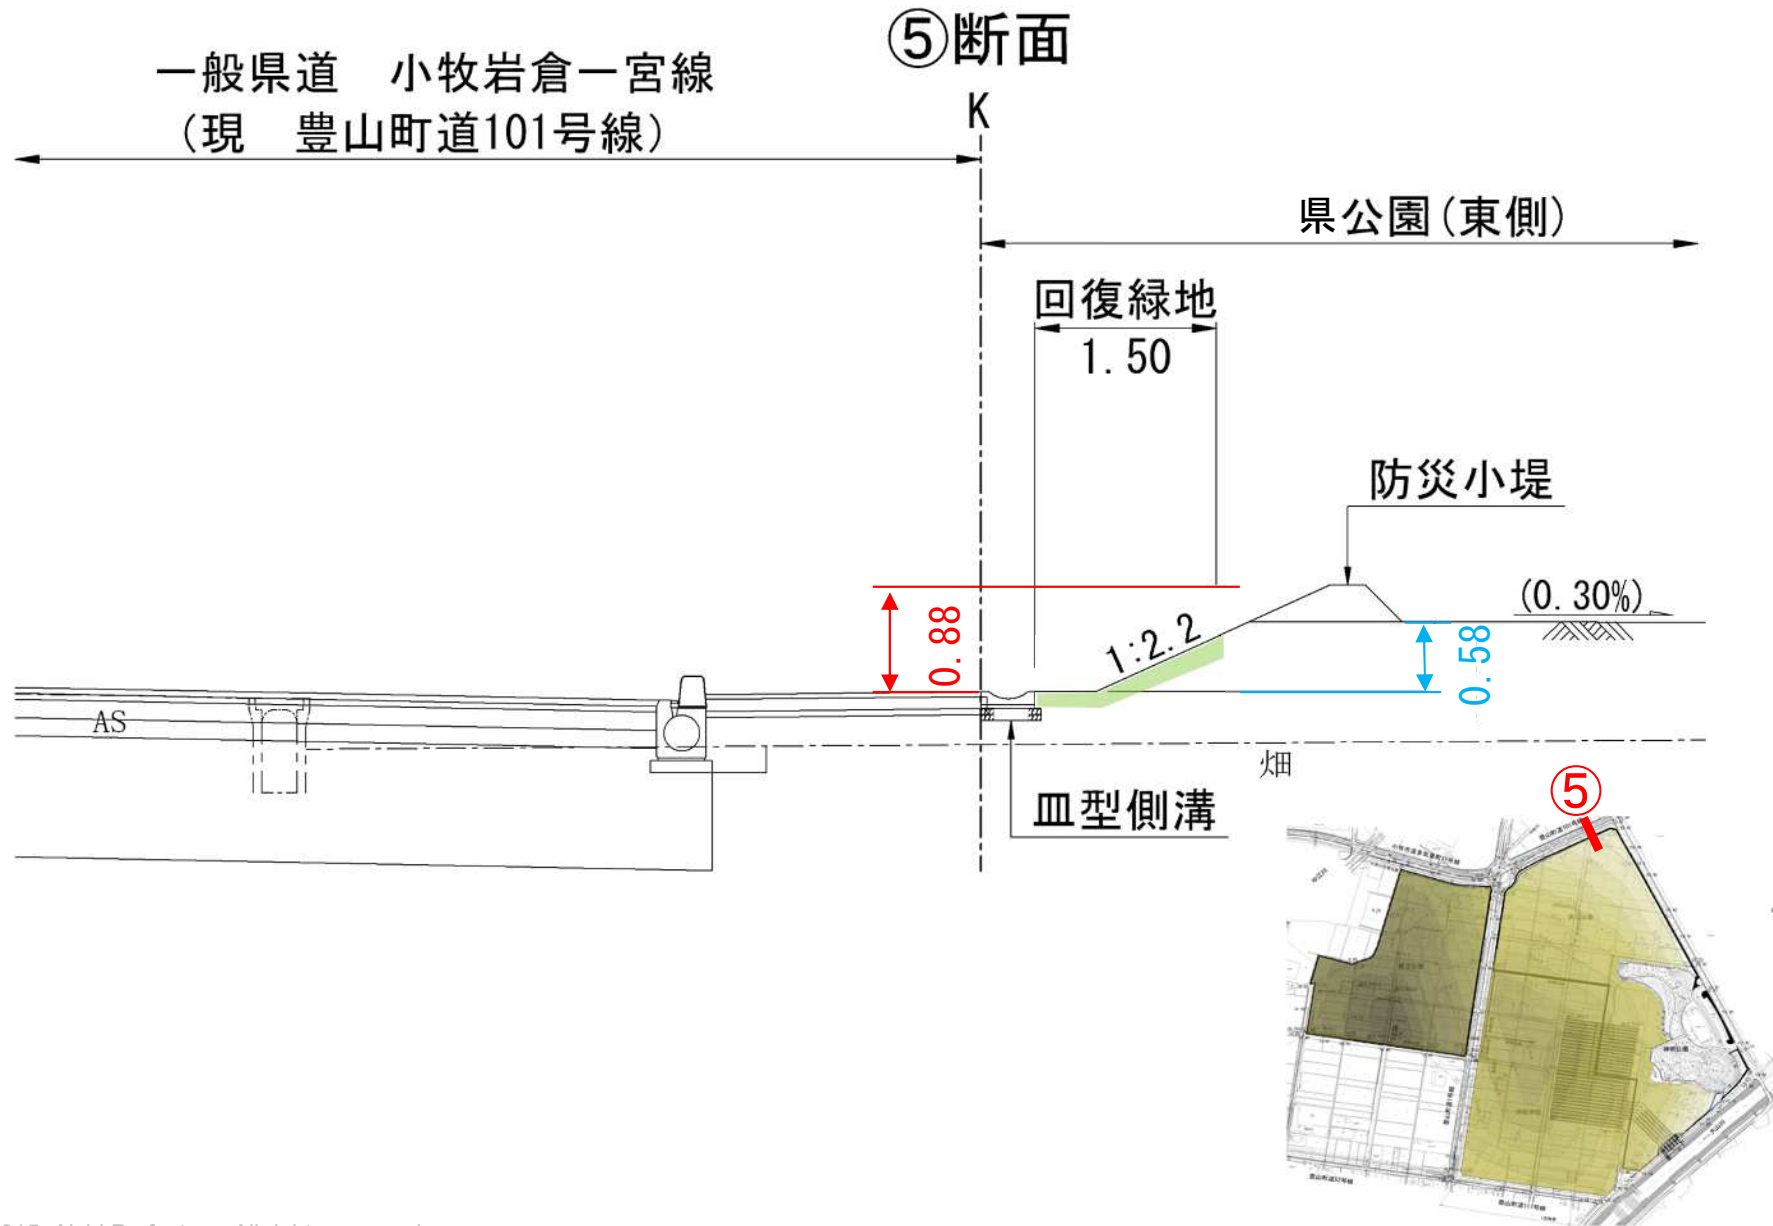 ⑤断面
一般県道　小牧岩倉一宮線
（現　豊山町道101号線）
K
県公園(東側)
回復緑地
1.50
防災小堤
(0.30%)
1:2.2
0.88
0.58
AS
畑
皿型側溝
⑤